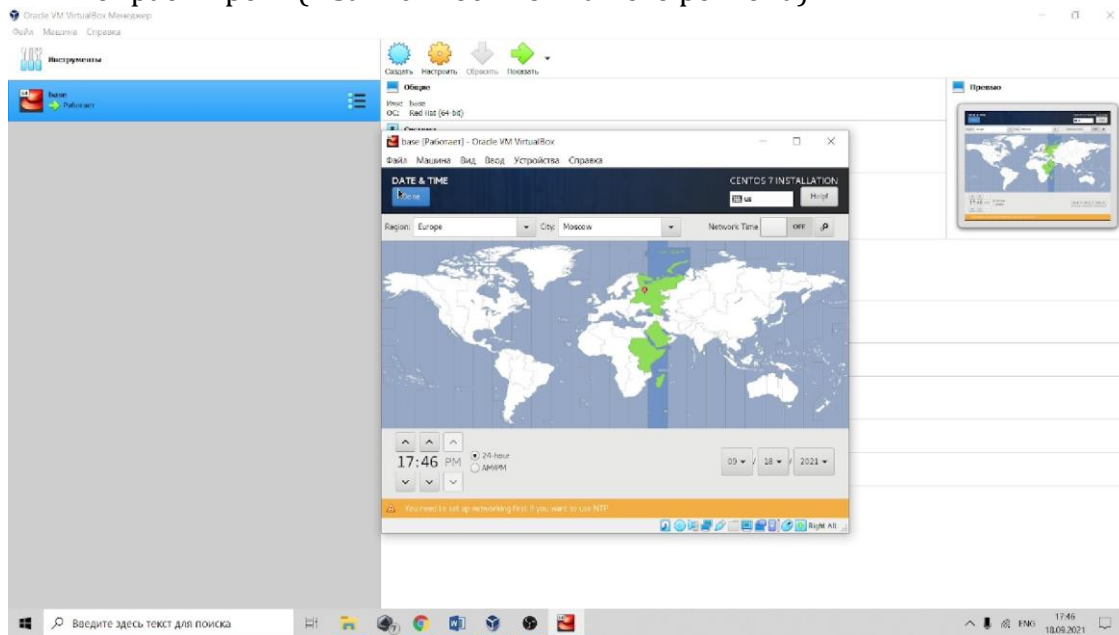 Oracle VM VirtualBox Менеджер
Файл Машина Справка
Инструменты
Создать Настроить Сбросить Показать
base
Работает
Общие
Имя: base
ОС: Red Hat (64-bit)
Превью
base [Работает] - Oracle VM VirtualBox
Файл Машина Вид Ввод Устройства Справка
DATE & TIME
CENTOS 7 INSTALLATION
Done
us
Help!
Region: Europe
City: Moscow
Network Time
OFF
17:46 PM
24-hour
AM/PM
09 / 18 / 2021
You need to set up networking first if you want to use NTP
Right Alt
Введите здесь текст для поиска
ENG
17:46
18.09.2021